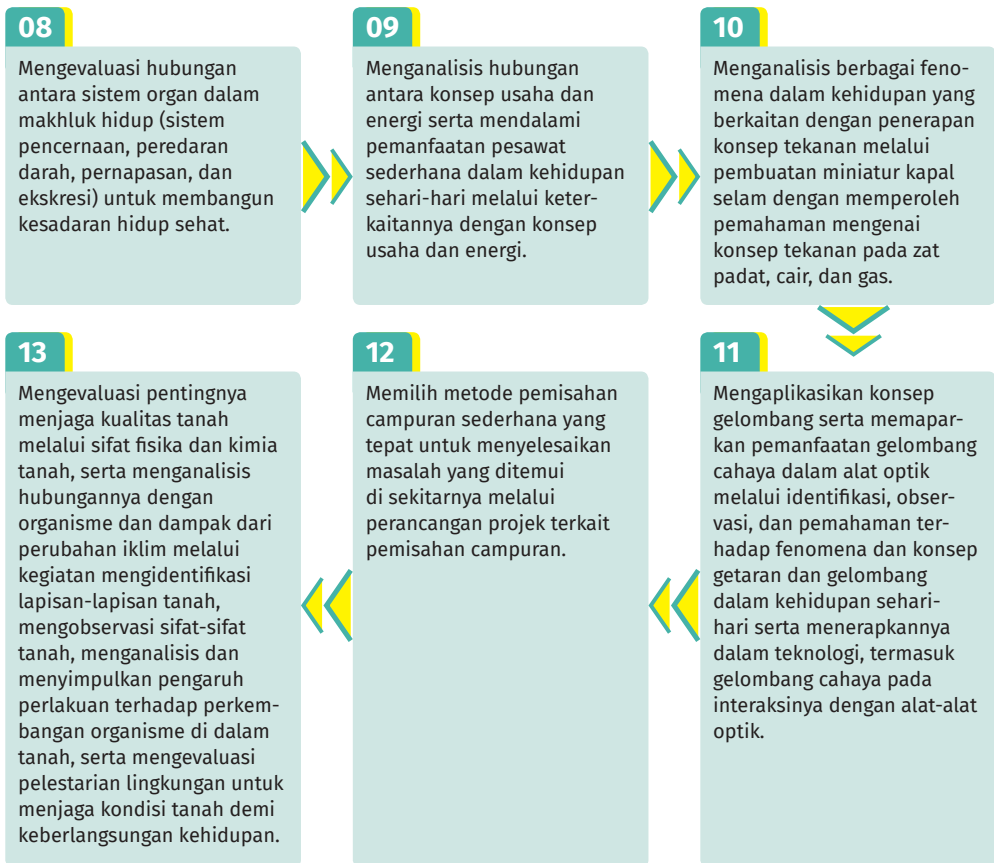 08
Mengevaluasi hubungan
antara sistem organ dalam
makhluk hidup (sistem
pencernaan, peredaran
darah, pernapasan, dan
ekskresi) untuk membangun
kesadaran hidup sehat.
09
Menganalisis hubungan
antara konsep usaha dan
energi serta mendalami
pemanfaatan pesawat
sederhana dalam kehidupan
sehari-hari melalui keter-
kaitannya dengan konsep
usaha dan energi.
10
Menganalisis berbagai feno-
mena dalam kehidupan yang
berkaitan dengan penerapan
konsep tekanan melalui
pembuatan miniatur kapal
selam dengan memperoleh
pemahaman mengenai
konsep tekanan pada zat
padat, cair, dan gas.
11
Mengaplikasikan konsep
gelombang serta memapar-
kan pemanfaatan gelombang
cahaya dalam alat optik
melalui identifikasi, obser-
vasi, dan pemahaman ter-
hadap fenomena dan konsep
getaran dan gelombang
dalam kehidupan sehari-
hari serta menerapkannya
dalam teknologi, termasuk
gelombang cahaya pada
interaksinya dengan alat-alat
optik.
12
Memilih metode pemisahan
campuran sederhana yang
tepat untuk menyelesaikan
masalah yang ditemui
di sekitarnya melalui
perancangan projek terkait
pemisahan campuran.
13
Mengevaluasi pentingnya
menjaga kualitas tanah
melalui sifat fisika dan kimia
tanah, serta menganalisis
hubungannya dengan
organisme dan dampak dari
perubahan iklim melalui
kegiatan mengidentifikasi
lapisan-lapisan tanah,
mengobservasi sifat-sifat
tanah, menganalisis dan
menyimpulkan pengaruh
perlakuan terhadap perkem-
bangan organisme di dalam
tanah, serta mengevaluasi
pelestarian lingkungan untuk
menjaga kondisi tanah demi
keberlangsungan kehidupan.